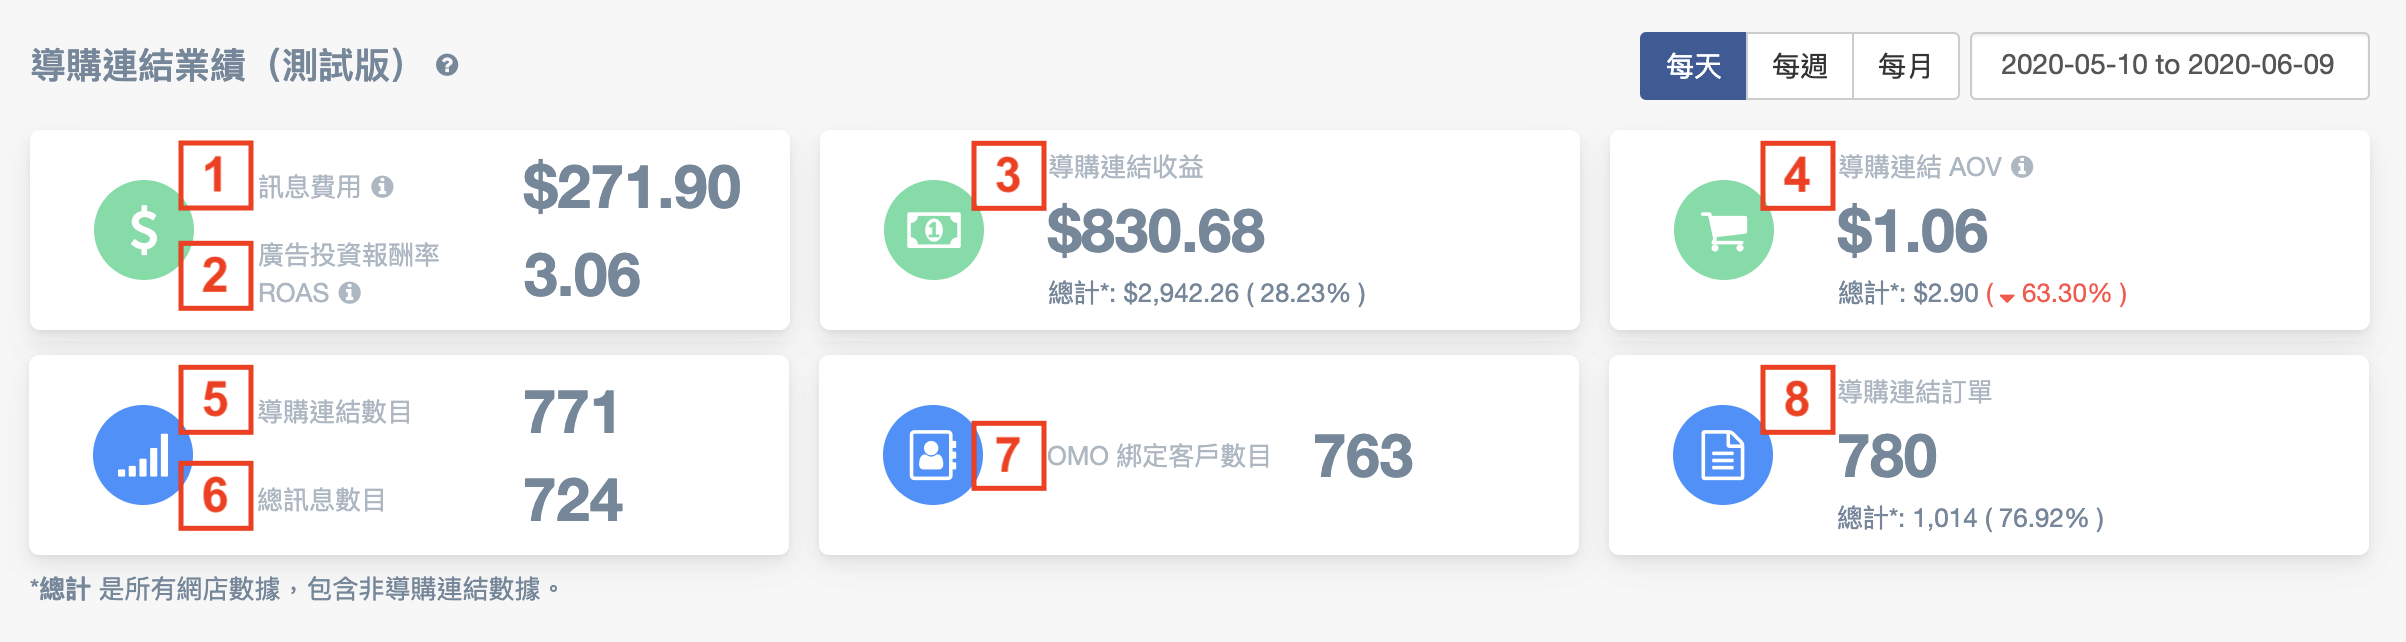 導購連結業績（測試版）
每天 每週 每月 2020-05-10 to 2020-06-09
1 訊息費用 $271.90
2 廣告投資報酬率
ROAS 3.06
3 導購連結收益
$830.68
總計*: $2,942.26 ( 28.23% )
4 導購連結 AOV
$1.06
總計*: $2.90 ( 63.30% )
5 導購連結數目 771
6 總訊息數目 724
7 OMO 綁定客戶數目 763
8 導購連結訂單
780
總計*: 1,014 ( 76.92% )
*總計 是所有網店數據，包含非導購連結數據。